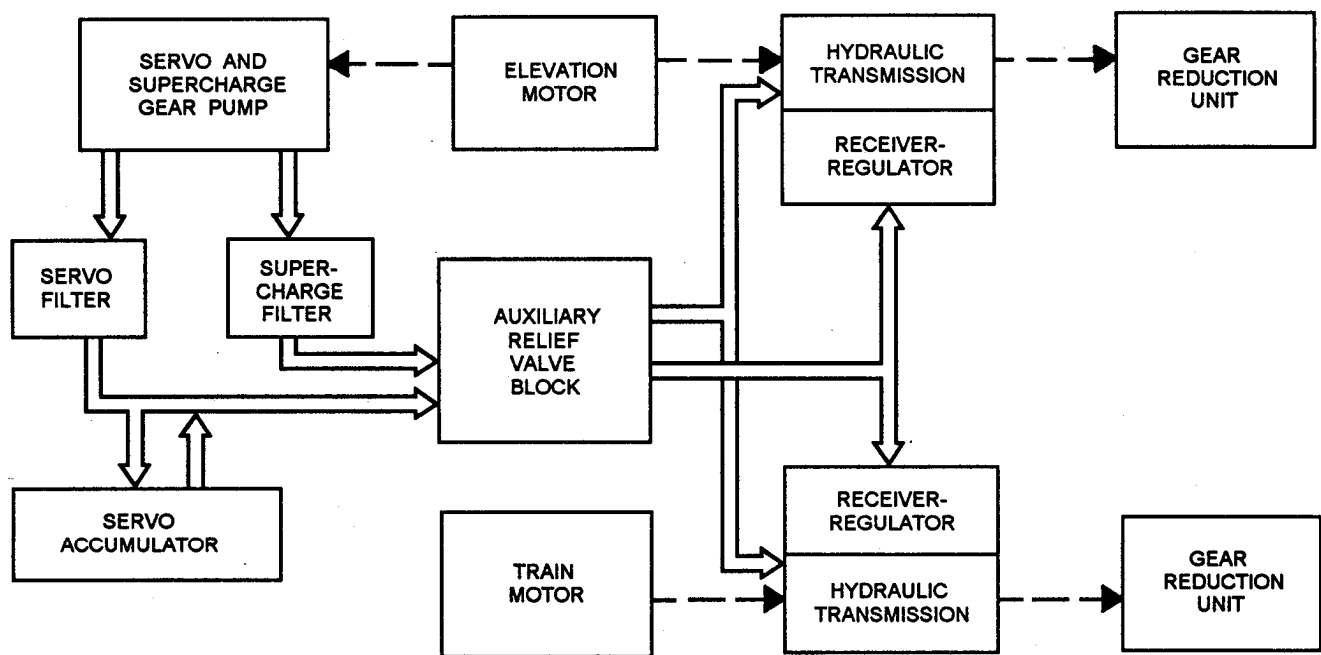 SERVO AND
SUPERCHARGE
GEAR PUMP
ELEVATION
MOTOR
HYDRAULIC
TRANSMISSION
RECEIVER-
REGULATOR
GEAR
REDUCTION
UNIT
SERVO
FILTER
SUPER-
CHARGE
FILTER
AUXILIARY
RELIEF
VALVE
BLOCK
SERVO
ACCUMULATOR
TRAIN
MOTOR
RECEIVER-
REGULATOR
HYDRAULIC
TRANSMISSION
GEAR
REDUCTION
UNIT